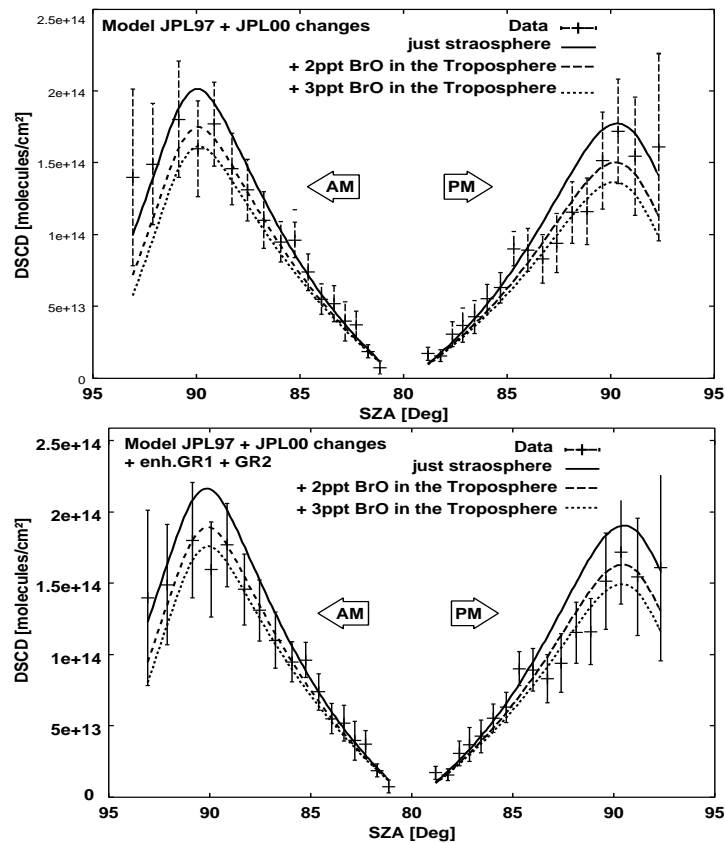 2.5e+14
Model JPL97 + JPL00 changes
Data
just straosphere
+ 2ppt BrO in the Troposphere
+ 3ppt BrO in the Troposphere
2e+14
1.5e+14
AM
PM
DSCD [molecules/cm²]
1e+14
5e+13
0
95 90 85 80 85 90 95
SZA [Deg]
2.5e+14
Model JPL97 + JPL00 changes
+ enh.GR1 + GR2
Data
just straosphere
+ 2ppt BrO in the Troposphere
+ 3ppt BrO in the Troposphere
2e+14
1.5e+14
AM
PM
DSCD [molecules/cm²]
1e+14
5e+13
0
95 90 85 80 85 90 95
SZA [Deg]